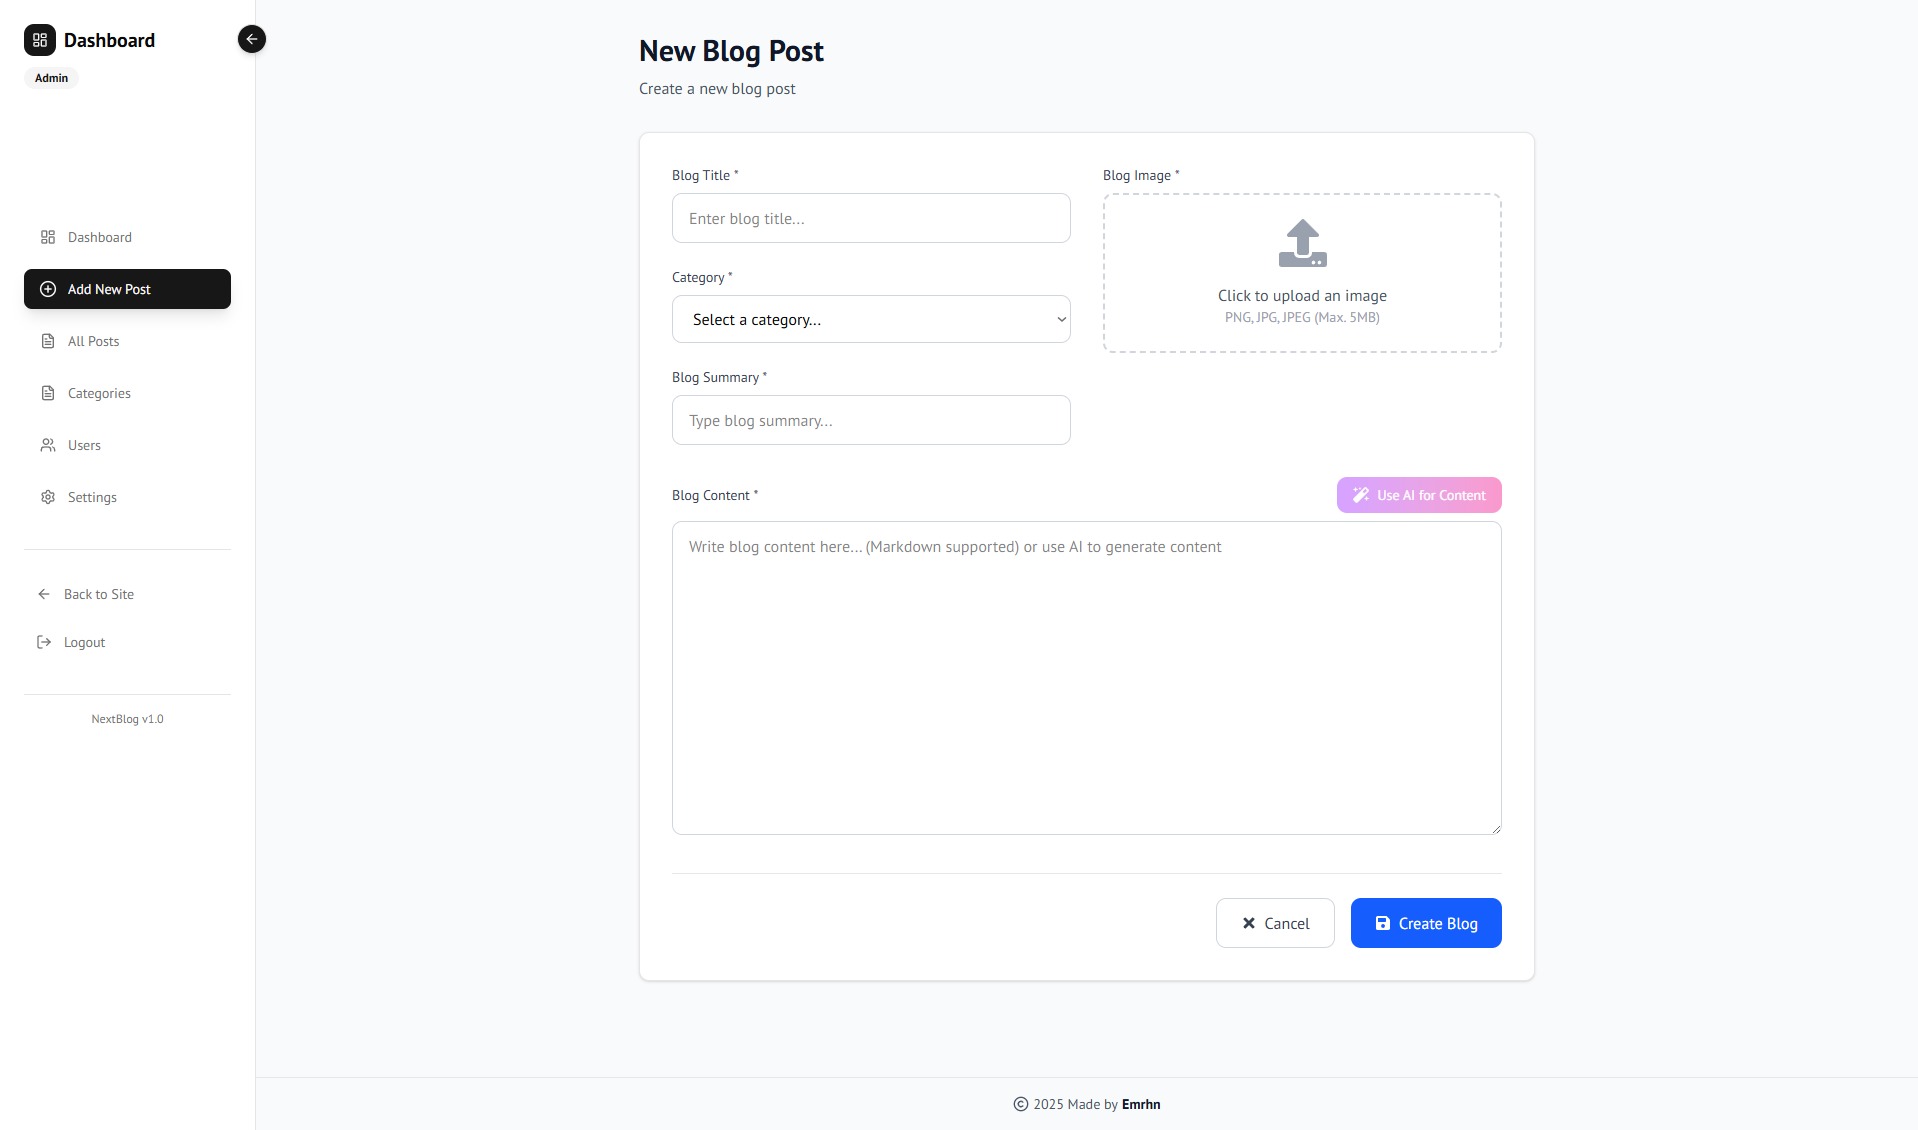 Dashboard
Admin
Dashboard
Add New Post
All Posts
Categories
Users
Settings
Back to Site
Logout
NextBlog v1.0
New Blog Post
Create a new blog post
Blog Title *
Enter blog title...
Category *
Select a category...
Blog Summary *
Type blog summary...
Blog Image *
Click to upload an image
PNG, JPG, JPEG (Max. 5MB)
Blog Content *
Use AI for Content
Write blog content here... (Markdown supported) or use AI to generate content
Cancel
Create Blog
© 2025 Made by Emrhn